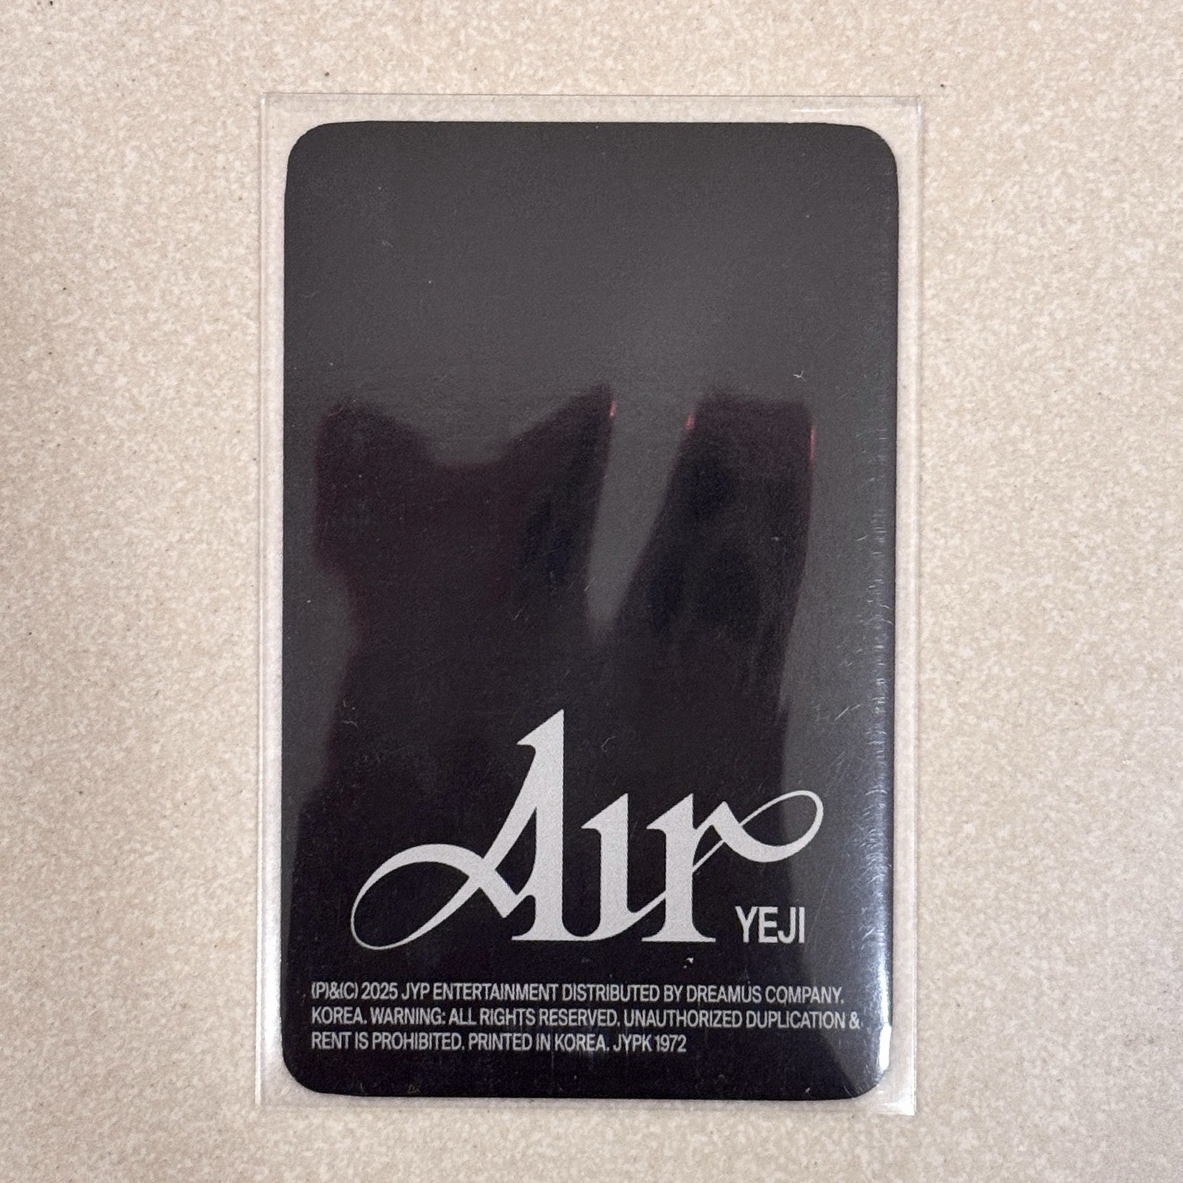 Air
YEJI
(P)&(C) 2025 JYP ENTERTAINMENT DISTRIBUTED BY DREAMUS COMPANY,
KOREA. WARNING: ALL RIGHTS RESERVED. UNAUTHORIZED DUPLICATION &
RENT IS PROHIBITED. PRINTED IN KOREA. JYPK 1972